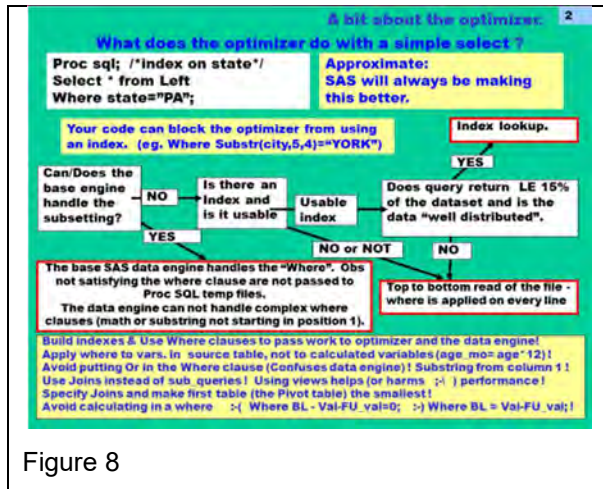 A bit about the optimizer.
2
What does the optimizer do with a simple select ?
Proc sql; /*index on state*/
Select * from Left
Where state="PA";
Approximate:
SAS will always be making
this better.
Your code can block the optimizer from using
an index. (eg. Where Substr(city,5,4)="YORK")
Index lookup.
YES
Can/Does the
base engine
handle the
subsetting?
NO
Is there an
Index and
is it usable
Usable
index
Does query return LE 15%
of the dataset and is the
data "well distributed".
YES
NO or NOT
NO
The base SAS data engine handles the "Where". Obs
not satisfying the where clause are not passed to
Proc SQL temp files.
The data engine can not handle complex where
clauses (math or substring not starting in position 1).
Top to bottom read of the file -
where is applied on every line
Build indexes & Use Where clauses to pass work to optimizer and the data engine!
Apply where to vars. in source table, not to calculated variables (age_mo= age*12)!
Avoid putting Or in the Where clause (Confuses data engine)! Substring from column 1!
Use Joins instead of sub_queries! Using views helps (or harms ;-\ ) performance!
Specify Joins and make first table (the Pivot table) the smallest!
Avoid calculating in a where :-( Where BL - Val-FU_val=0; :-) Where BL = Val-FU_val;!
Figure 8